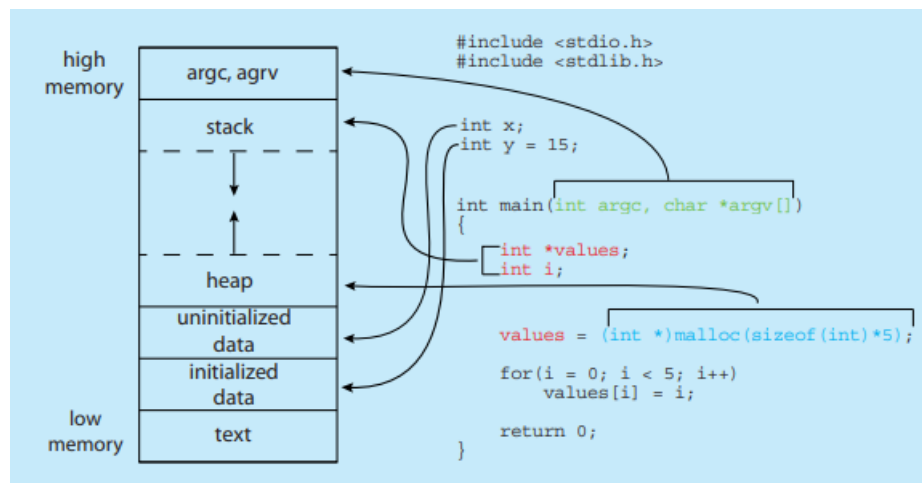 high
memory
argc, agrv
stack
heap
uninitialized
data
initialized
data
low
memory
text
#include <stdio.h>
#include <stdlib.h>
int x;
int y = 15;
int main(int argc, char *argv[])
{
int *values;
int i;
values = (int *)malloc(sizeof(int)*5);
for(i = 0; i < 5; i++)
values[i] = i;
return 0;
}